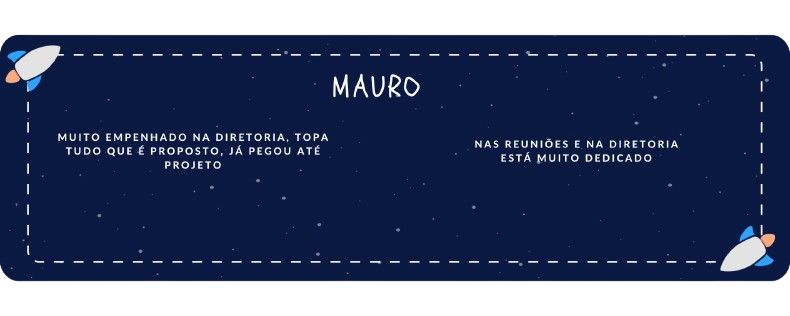 MAURO
MUITO EMPENHADO NA DIRETORIA, TOPA
TUDO QUE É PROPOSTO, JÁ PEGOU ATÉ
PROJETO
NAS REUNIÕES E NA DIRETORIA
ESTÁ MUITO DEDICADO